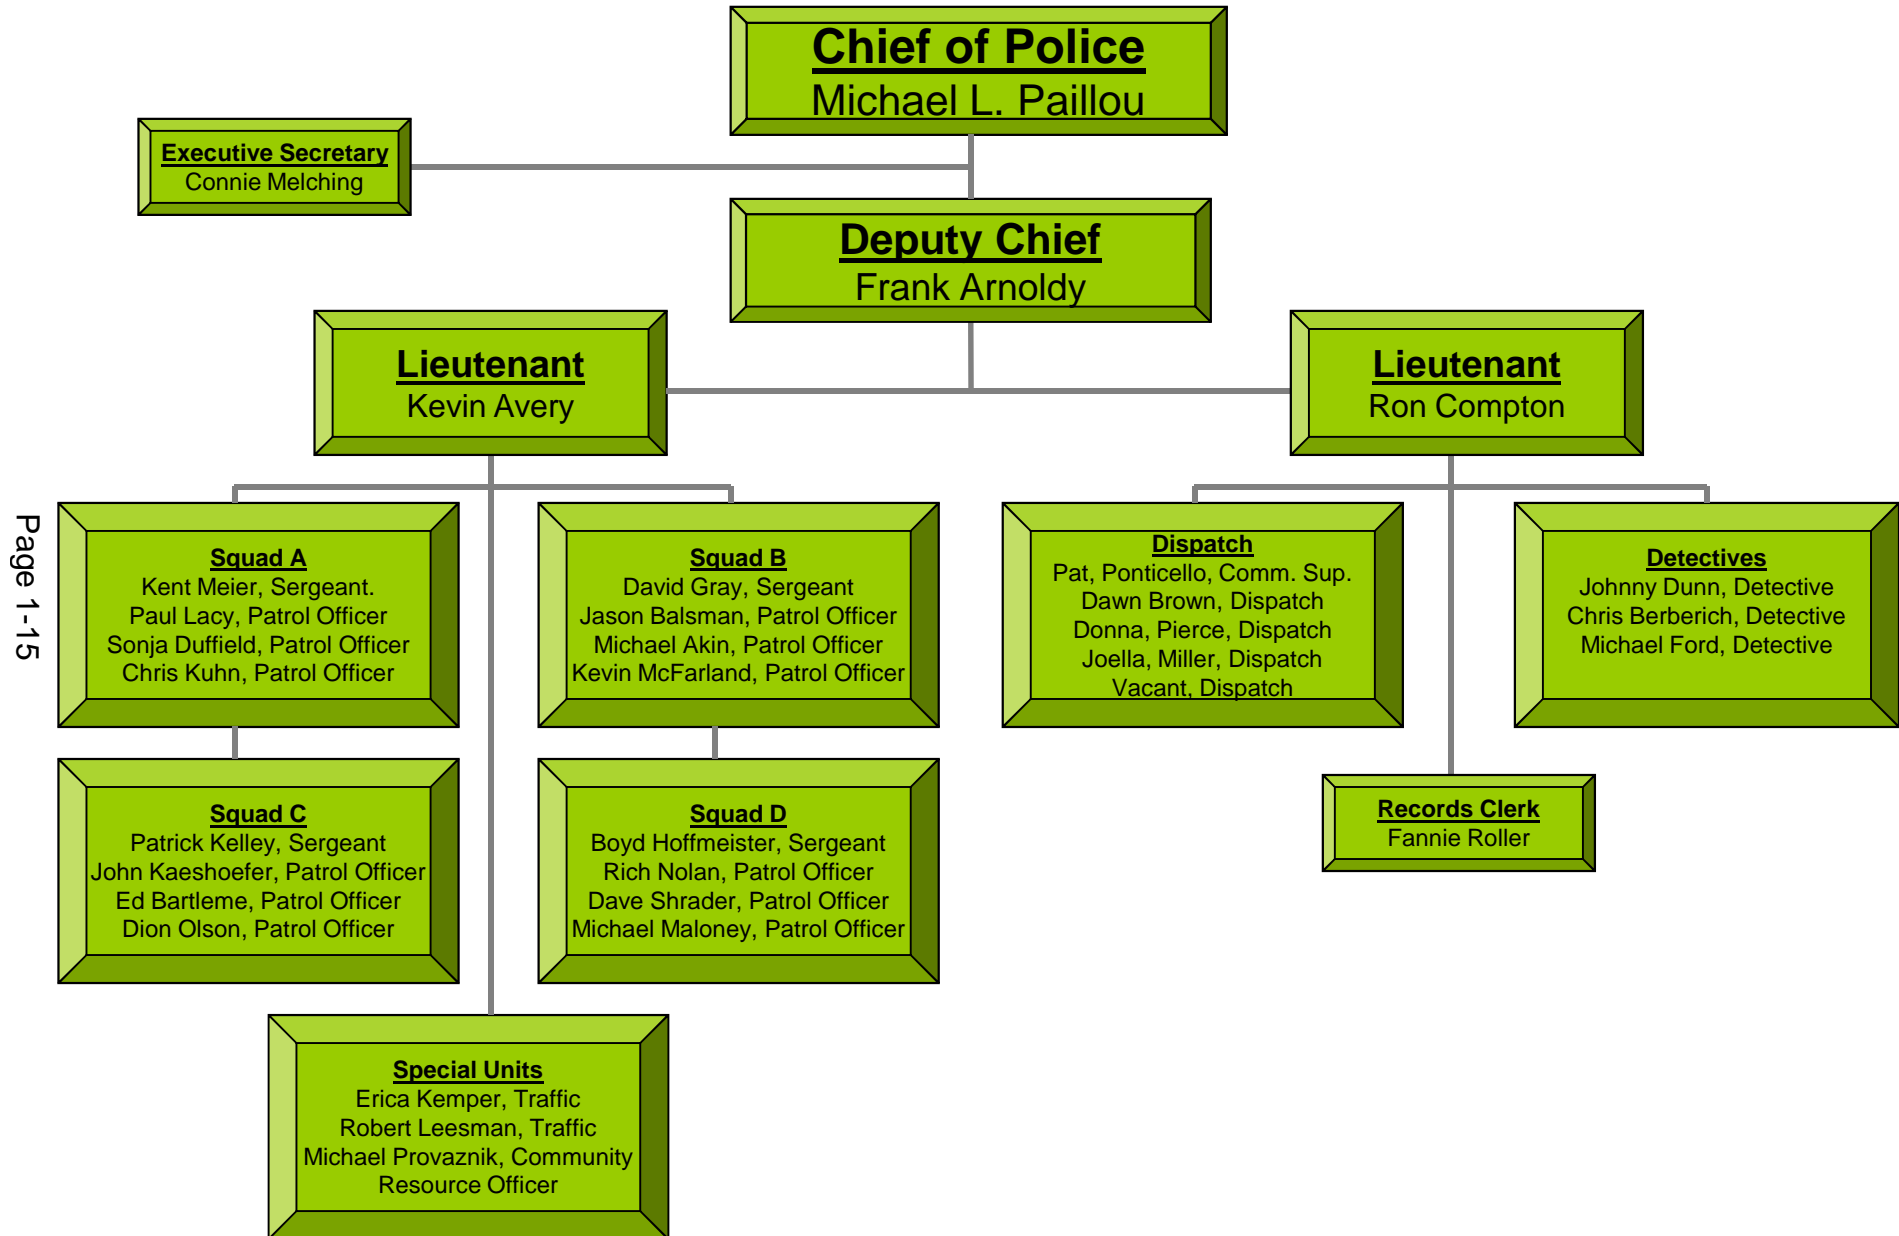 Chief of Police
Michael L. Paillou
Executive Secretary
Connie Melching
Deputy Chief
Frank Arnoldy
Lieutenant
Kevin Avery
Lieutenant
Ron Compton
Squad A
Kent Meier, Sergeant.
Paul Lacy, Patrol Officer
Sonja Duffield, Patrol Officer
Chris Kuhn, Patrol Officer
Squad B
David Gray, Sergeant
Jason Balsman, Patrol Officer
Michael Akin, Patrol Officer
Kevin McFarland, Patrol Officer
Dispatch
Pat, Ponticello, Comm. Sup.
Dawn Brown, Dispatch
Donna, Pierce, Dispatch
Joella, Miller, Dispatch
Vacant, Dispatch
Detectives
Johnny Dunn, Detective
Chris Berberich, Detective
Michael Ford, Detective
Squad C
Patrick Kelley, Sergeant
John Kaeshoefer, Patrol Officer
Ed Bartleme, Patrol Officer
Dion Olson, Patrol Officer
Squad D
Boyd Hoffmeister, Sergeant
Rich Nolan, Patrol Officer
Dave Shrader, Patrol Officer
Michael Maloney, Patrol Officer
Records Clerk
Fannie Roller
Special Units
Erica Kemper, Traffic
Robert Leesman, Traffic
Michael Provaznik, Community
Resource Officer
Page 1-15